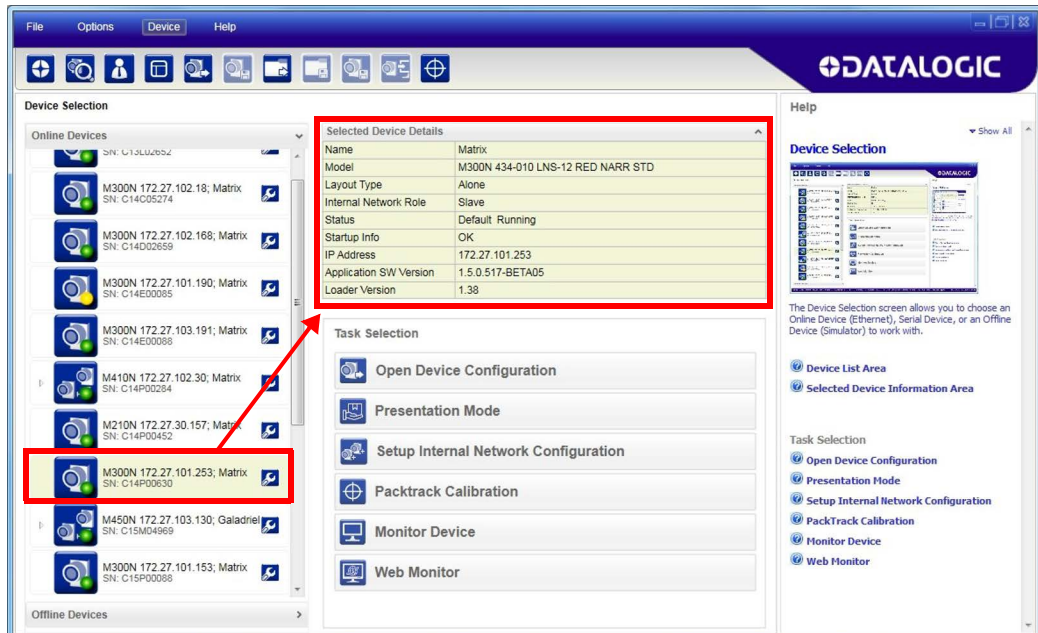 File Options Device Help
DATALOGIC
Device Selection
Online Devices
SN: C13L02652
M300N 172.27.102.18; Matrix
SN: C14C05274
M300N 172.27.102.168; Matrix
SN: C14D02659
M300N 172.27.101.190; Matrix
SN: C14E00085
M300N 172.27.103.191; Matrix
SN: C14E00088
M410N 172.27.102.30; Matrix
SN: C14P00284
M210N 172.27.30.157; Matrix
SN: C14P00452
M300N 172.27.101.253; Matrix
SN: C14P00630
M450N 172.27.103.130; Galadriel
SN: C15M04969
M300N 172.27.101.153; Matrix
SN: C15P00088
Offline Devices
Selected Device Details
Name Matrix
Model M300N 434-010 LNS-12 RED NARR STD
Layout Type Alone
Internal Network Role Slave
Status Default Running
Startup Info OK
IP Address 172.27.101.253
Application SW Version 1.5.0.517-BETA05
Loader Version 1.38
Task Selection
Open Device Configuration
Presentation Mode
Setup Internal Network Configuration
Packtrack Calibration
Monitor Device
Web Monitor
Help
Show All
Device Selection
The Device Selection screen allows you to choose an
Online Device (Ethernet), Serial Device, or an Offline
Device (Simulator) to work with.
Device List Area
Selected Device Information Area
Task Selection
Open Device Configuration
Presentation Mode
Setup Internal Network Configuration
PackTrack Calibration
Monitor Device
Web Monitor